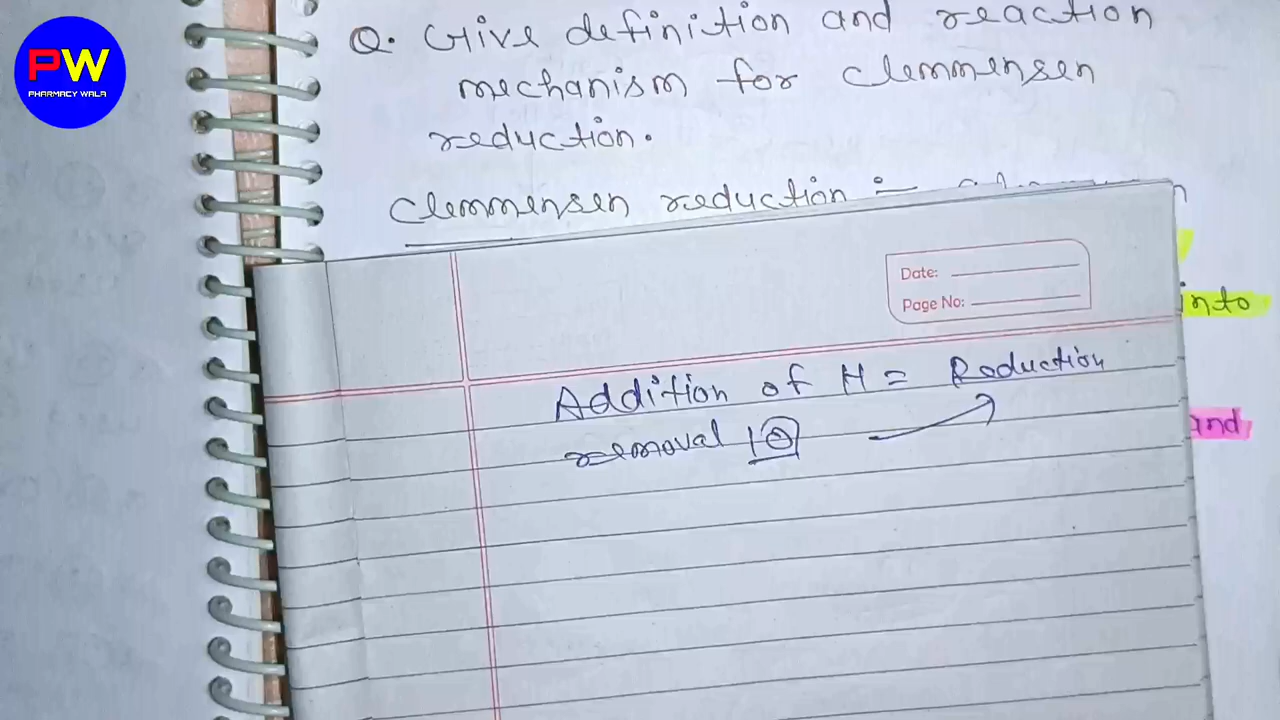 PW
PHARMACY WALA
Q. Give definition and reaction
mechanism for clemmensen
reduction.
Clemmensen reduction :-
Date:
Page No:
into
Addition of H = Reduction
and
removal